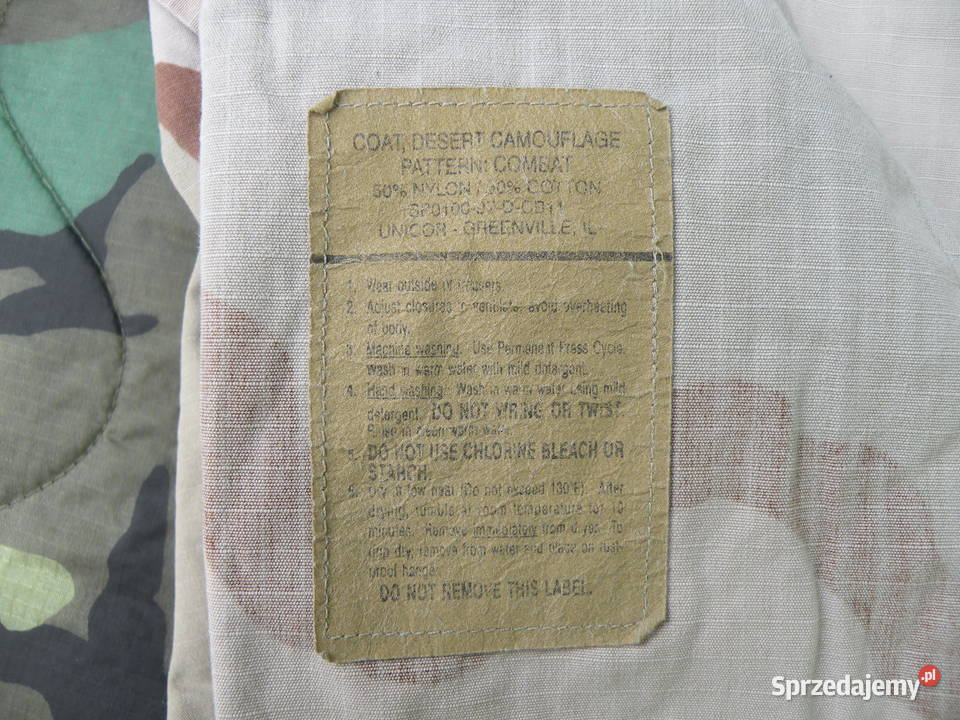 COAT, DESERT CAMOUFLAGE
PATTERN: COMBAT
50% NYLON / 50% COTTON
UNICOR - GREENVILLE, IL
1. Wear outside of trousers.
2. Adjust closures to ventilate, avoid overheating
of body.
3. Machine washing. Use Permanent Press Cycle.
Wash in warm water with mild detergent.
4. Hand washing. Wash in warm water using mild
detergent. DO NOT WRING OR TWIST.
Rinse in clean warm water.
5. DO NOT USE CHLORINE BLEACH OR
STARCH.
6. Dry at low heat (Do not exceed 130°F). After
drying, tumble at room temperature for 10
minutes. Remove immediately from dryer. To
drip dry, remove from water and place on rust-
proof hanger.
DO NOT REMOVE THIS LABEL.
Sprzedajemy.pl